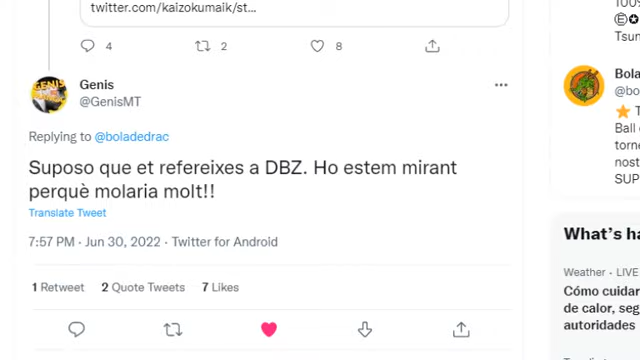 twitter.com/kaizokumaik/st...
4
2
8
Genis
@GenisMT
Replying to @boladedrac
Suposo que et refereixes a DBZ. Ho estem mirant
perquè molaria molt!!
Translate Tweet
7:57 PM · Jun 30, 2022 · Twitter for Android
1 Retweet 2 Quote Tweets 7 Likes
100%
Tsun
Bola
@bo
T
Ball
torne
nost
SUP
What's ha
Weather · LIVE
Cómo cuidar
de calor, seg
autoridades